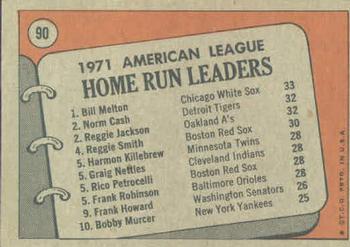 90
1971 AMERICAN LEAGUE
HOME RUN LEADERS
1. Bill Melton Chicago White Sox 33
2. Norm Cash Detroit Tigers 32
2. Reggie Jackson Oakland A's 32
4. Reggie Smith Boston Red Sox 30
5. Harmon Killebrew Minnesota Twins 28
5. Graig Nettles Cleveland Indians 28
5. Rico Petrocelli Boston Red Sox 28
5. Frank Robinson Baltimore Orioles 28
9. Frank Howard Washington Senators 26
10. Bobby Murcer New York Yankees 25
© T.C.G. PRTD. IN U.S.A.